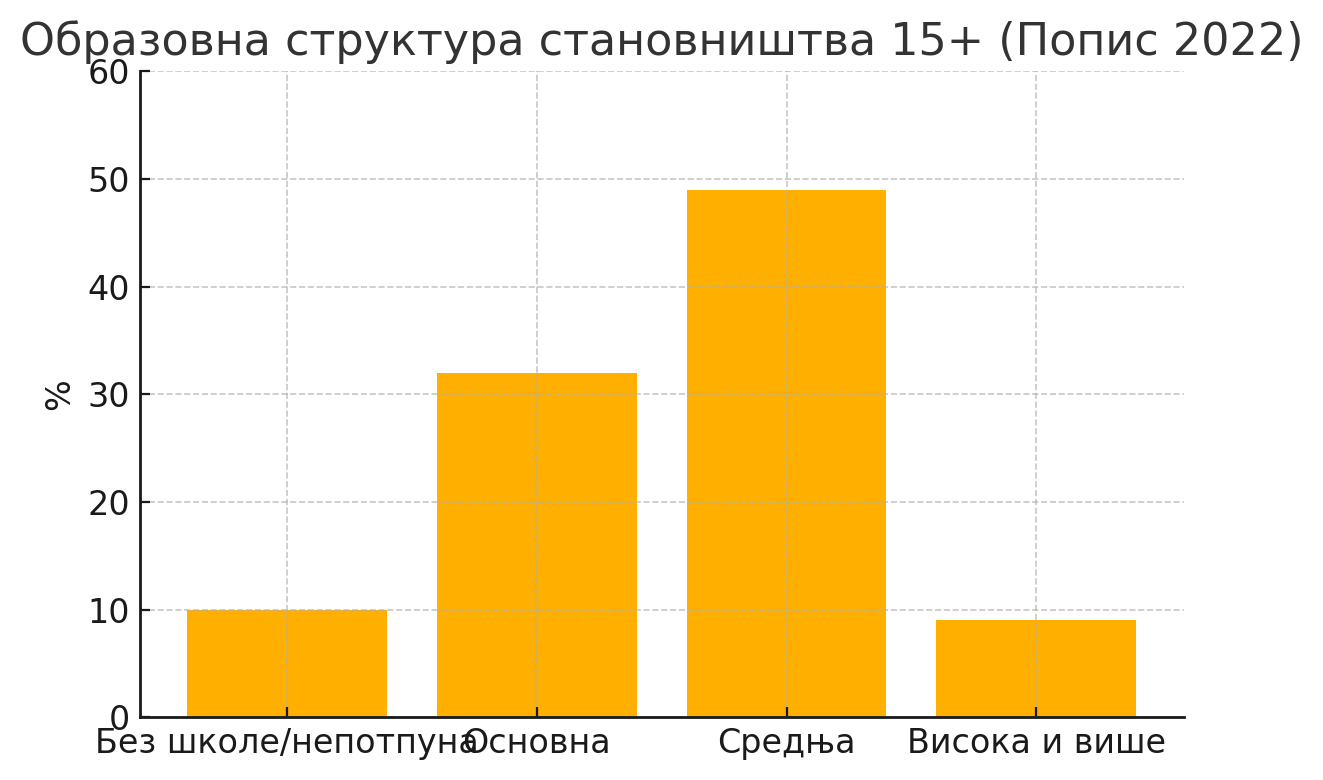 Образовна структура становништва 15+ (Попис 2022)
60
50
40
30
20
10
0
%
Без школе/непотпуна
Основна
Средња
Висока и више